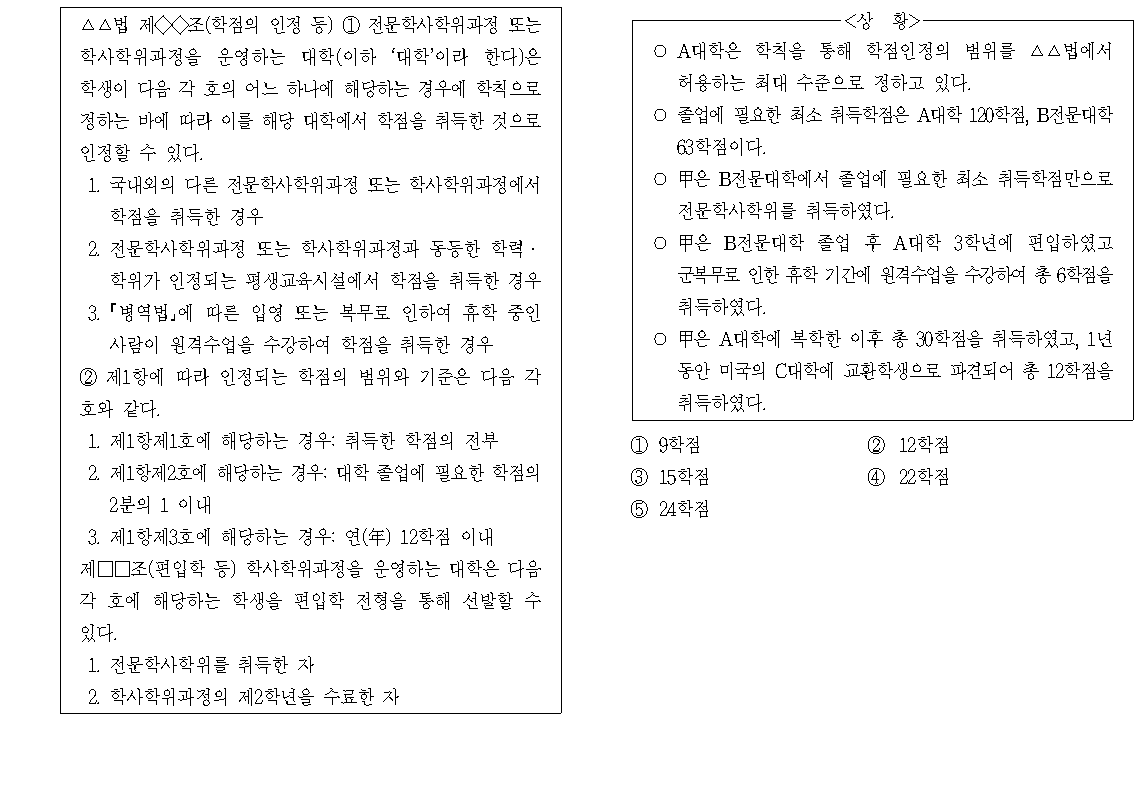 △△법 제◇◇조(학점의 인정 등) ① 전문학사학위과정 또는
학사학위과정을 운영하는 대학(이하 ‘대학’이라 한다)은
학생이 다음 각 호의 어느 하나에 해당하는 경우에 학칙으로
정하는 바에 따라 이를 해당 대학에서 학점을 취득한 것으로
인정할 수 있다.
1. 국내외의 다른 전문학사학위과정 또는 학사학위과정에서
학점을 취득한 경우
2. 전문학사학위과정 또는 학사학위과정과 동등한 학력·
학위가 인정되는 평생교육시설에서 학점을 취득한 경우
3. ｢병역법｣에 따른 입영 또는 복무로 인하여 휴학 중인
사람이 원격수업을 수강하여 학점을 취득한 경우
② 제1항에 따라 인정되는 학점의 범위와 기준은 다음 각
호와 같다.
1. 제1항제1호에 해당하는 경우: 취득한 학점의 전부
2. 제1항제2호에 해당하는 경우: 대학 졸업에 필요한 학점의
2분의 1 이내
3. 제1항제3호에 해당하는 경우: 연(年) 12학점 이내
제□□조(편입학 등) 학사학위과정을 운영하는 대학은 다음
각 호에 해당하는 학생을 편입학 전형을 통해 선발할 수
있다.
1. 전문학사학위를 취득한 자
2. 학사학위과정의 제2학년을 수료한 자
<상 황>
○ A대학은 학칙을 통해 학점인정의 범위를 △△법에서
허용하는 최대 수준으로 정하고 있다.
○ 졸업에 필요한 최소 취득학점은 A대학 120학점, B전문대학
63학점이다.
○ 甲은 B전문대학에서 졸업에 필요한 최소 취득학점만으로
전문학사학위를 취득하였다.
○ 甲은 B전문대학 졸업 후 A대학 3학년에 편입하였고
군복무로 인한 휴학 기간에 원격수업을 수강하여 총 6학점을
취득하였다.
○ 甲은 A대학에 복학한 이후 총 30학점을 취득하였고, 1년
동안 미국의 C대학에 교환학생으로 파견되어 총 12학점을
취득하였다.
① 9학점 ② 12학점
③ 15학점 ④ 22학점
⑤ 24학점